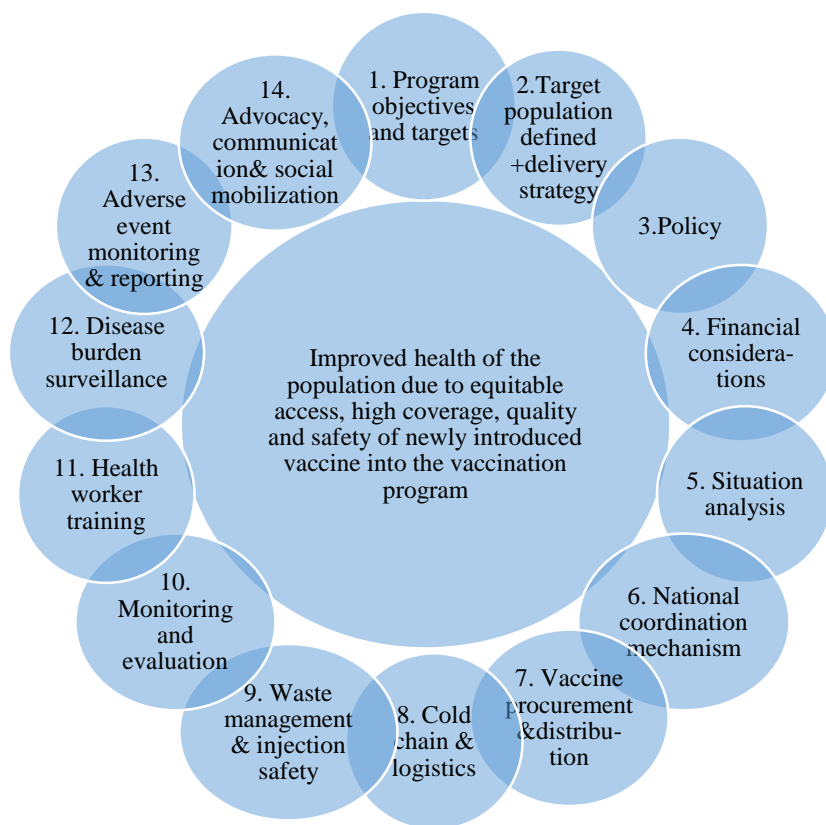 1. Program
objectives
and targets
2.Target
population
defined
+delivery
strategy
3.Policy
4. Financial
considera-
tions
5. Situation
analysis
6. National
coordination
mechanism
7. Vaccine
procurement
&distribu-
tion
8. Cold
chain &
logistics
9. Waste
management
& injection
safety
10.
Monitoring
and
evaluation
11. Health
worker
training
12. Disease
burden
surveillance
13.
Adverse
event
monitoring
& reporting
14.
Advocacy,
communicat
ion& social
mobilization
Improved health of the
population due to equitable
access, high coverage, quality
and safety of newly introduced
vaccine into the vaccination
program